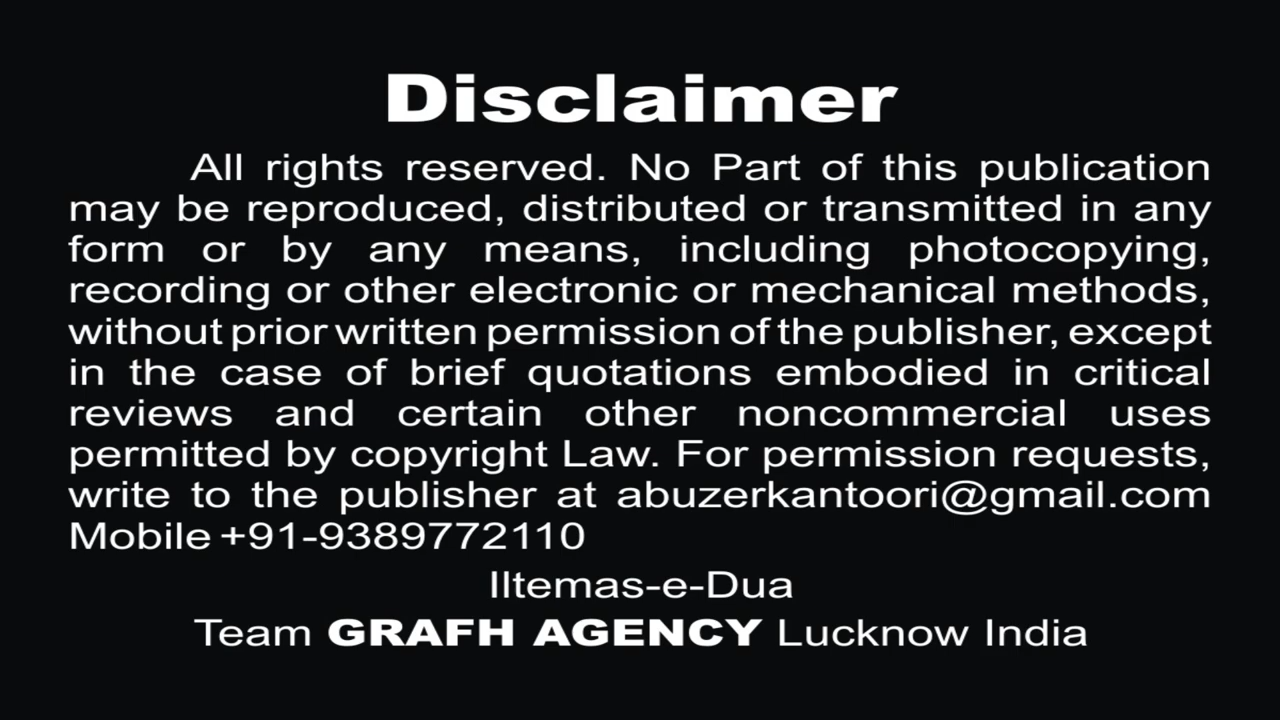 Disclaimer
All rights reserved. No Part of this publication
may be reproduced, distributed or transmitted in any
form or by any means, including photocopying,
recording or other electronic or mechanical methods,
without prior written permission of the publisher, except
in the case of brief quotations embodied in critical
reviews and certain other noncommercial uses
permitted by copyright Law. For permission requests,
write to the publisher at abuzerkantoori@gmail.com
Mobile +91-9389772110
IItemas-e-Dua
Team GRAFH AGENCY Lucknow India